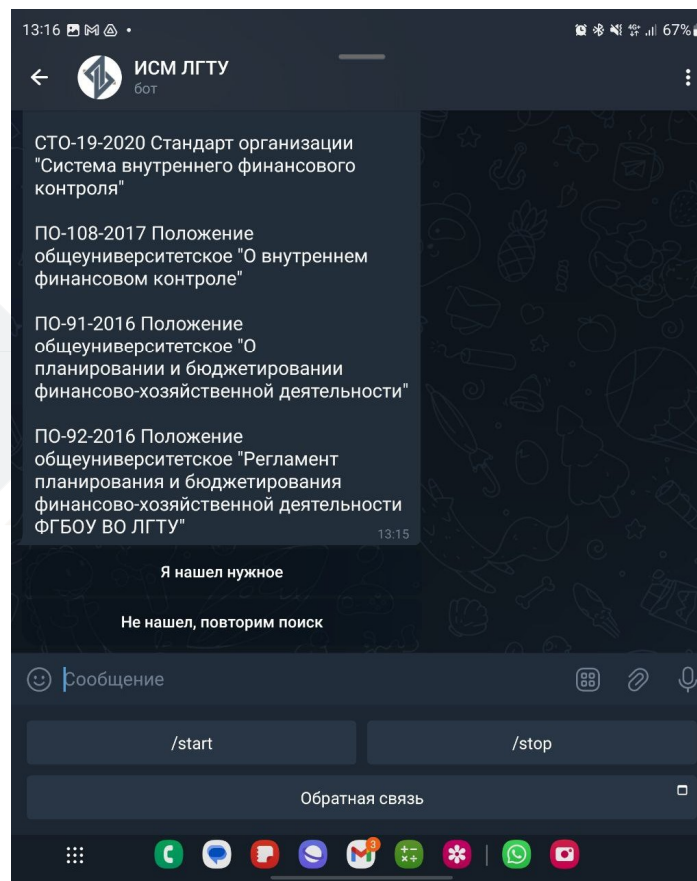 13:16
67%
ИСМ ЛГТУ
бот
СТО-19-2020 Стандарт организации
"Система внутреннего финансового
контроля"
ПО-108-2017 Положение
общеуниверситетское "О внутреннем
финансовом контроле"
ПО-91-2016 Положение
общеуниверситетское "О
планировании и бюджетировании
финансово-хозяйственной деятельности"
ПО-92-2016 Положение
общеуниверситетское "Регламент
планирования и бюджетирования
финансово-хозяйственной деятельности
ФГБОУ ВО ЛГТУ"
13:15
Я нашел нужное
Не нашел, повторим поиск
Сообщение
/start
/stop
Обратная связь
3